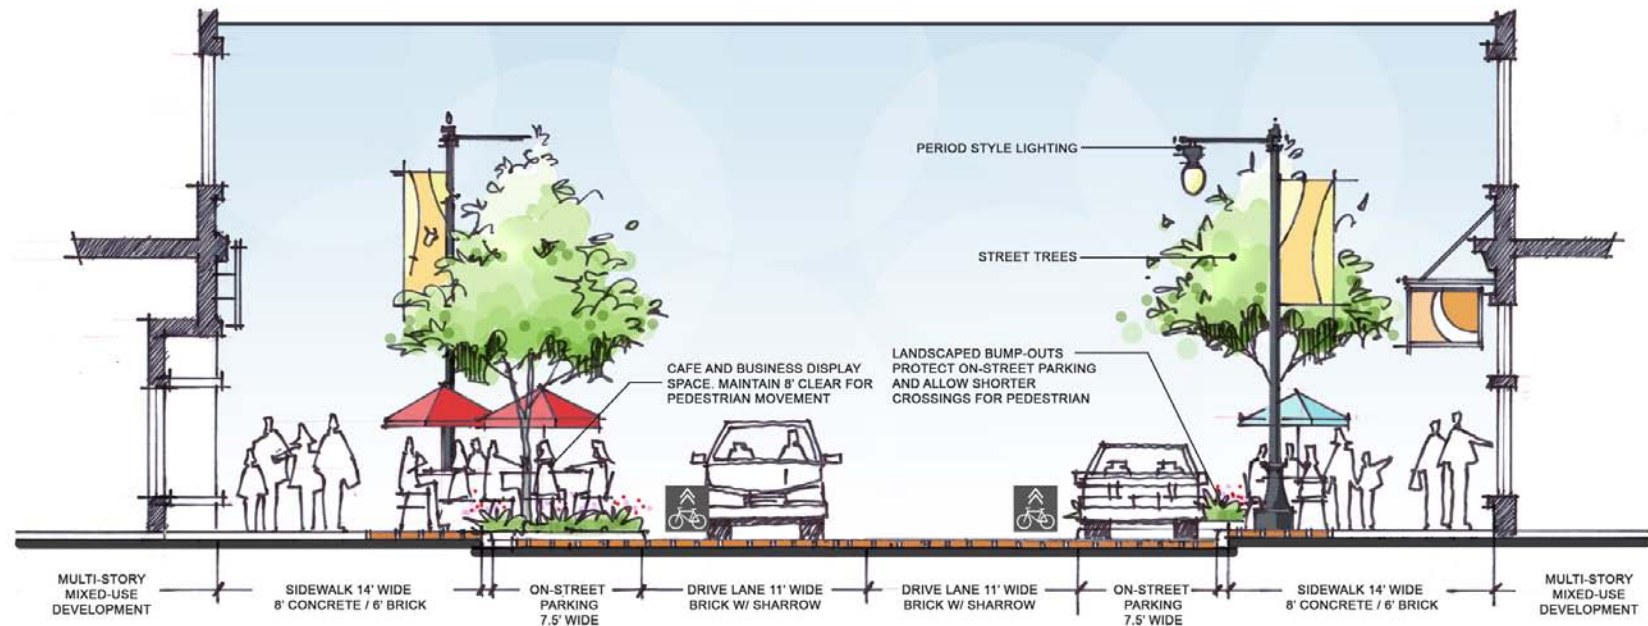 PERIOD STYLE LIGHTING
STREET TREES
CAFE AND BUSINESS DISPLAY
SPACE. MAINTAIN 8' CLEAR FOR
PEDESTRIAN MOVEMENT
LANDSCAPED BUMP-OUTS
PROTECT ON-STREET PARKING
AND ALLOW SHORTER
CROSSINGS FOR PEDESTRIAN
MULTI-STORY
MIXED-USE
DEVELOPMENT
SIDEWALK 14' WIDE
8' CONCRETE / 6' BRICK
ON-STREET
PARKING
7.5' WIDE
DRIVE LANE 11' WIDE
BRICK W/ SHARROW
DRIVE LANE 11' WIDE
BRICK W/ SHARROW
ON-STREET
PARKING
7.5' WIDE
SIDEWALK 14' WIDE
8' CONCRETE / 6' BRICK
MULTI-STORY
MIXED-USE
DEVELOPMENT